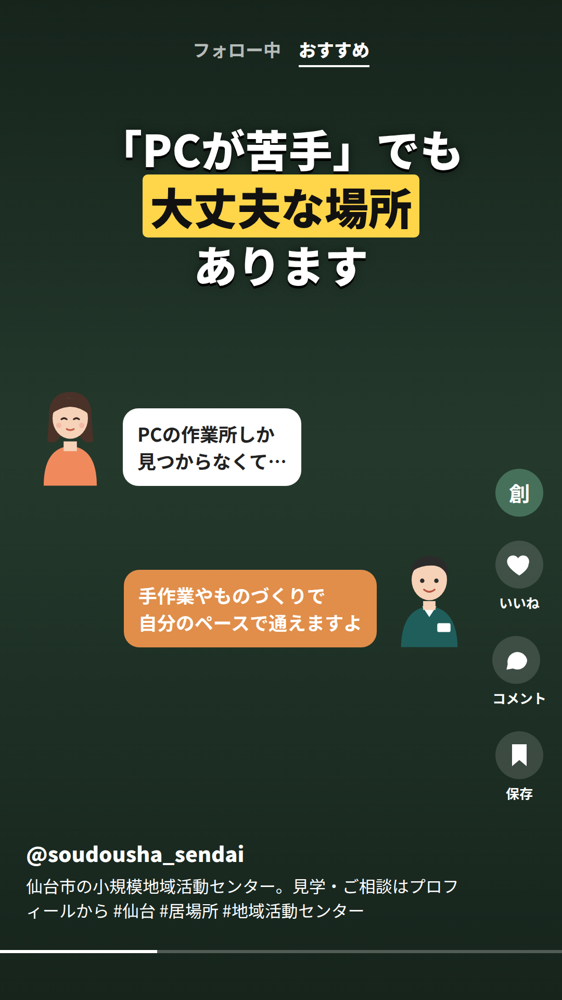 フォロー中 おすすめ
「PCが苦手」でも
大丈夫な場所
あります
PCの作業所しか
見つからなくて…
創
手作業やものづくりで
自分のペースで通えますよ
いいね
コメント
保存
@soudousha_sendai
仙台市の小規模地域活動センター。見学・ご相談はプロフ
ィールから #仙台 #居場所 #地域活動センター